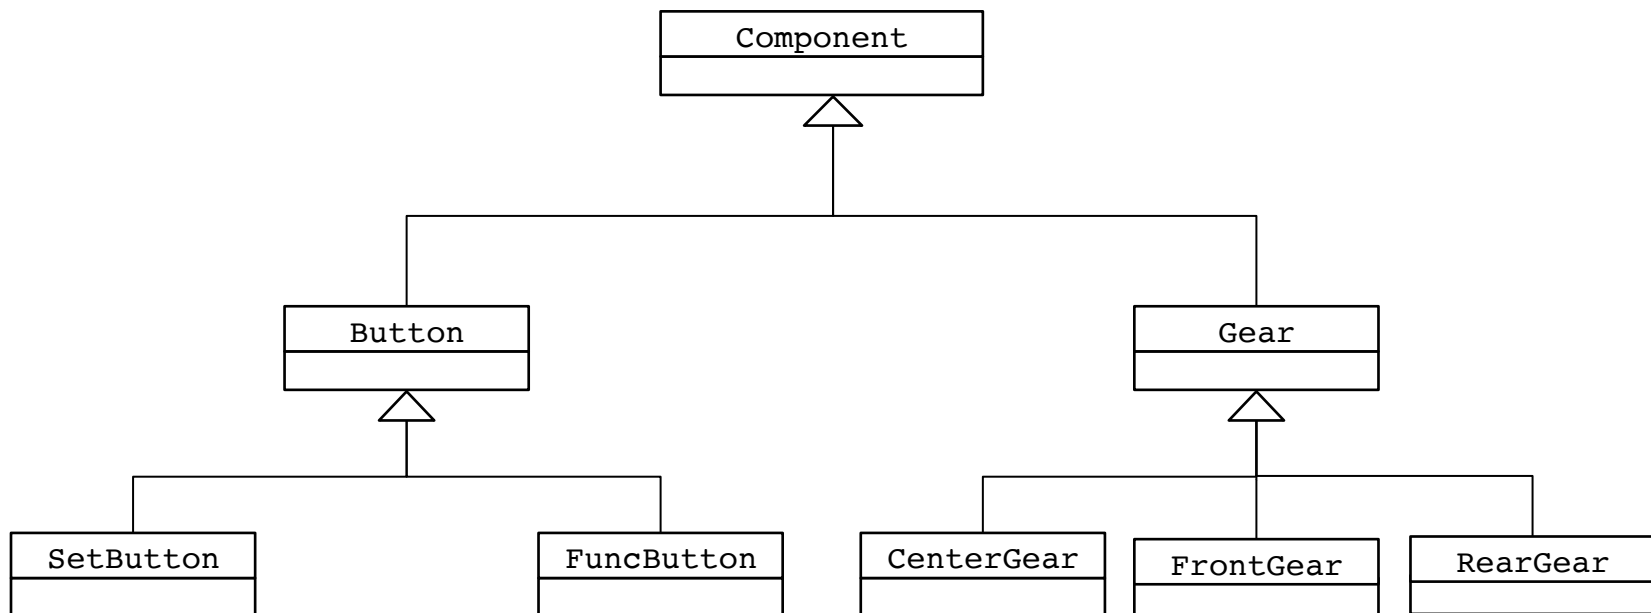 Component
Button
Gear
SetButton
FuncButton
CenterGear
FrontGear
RearGear